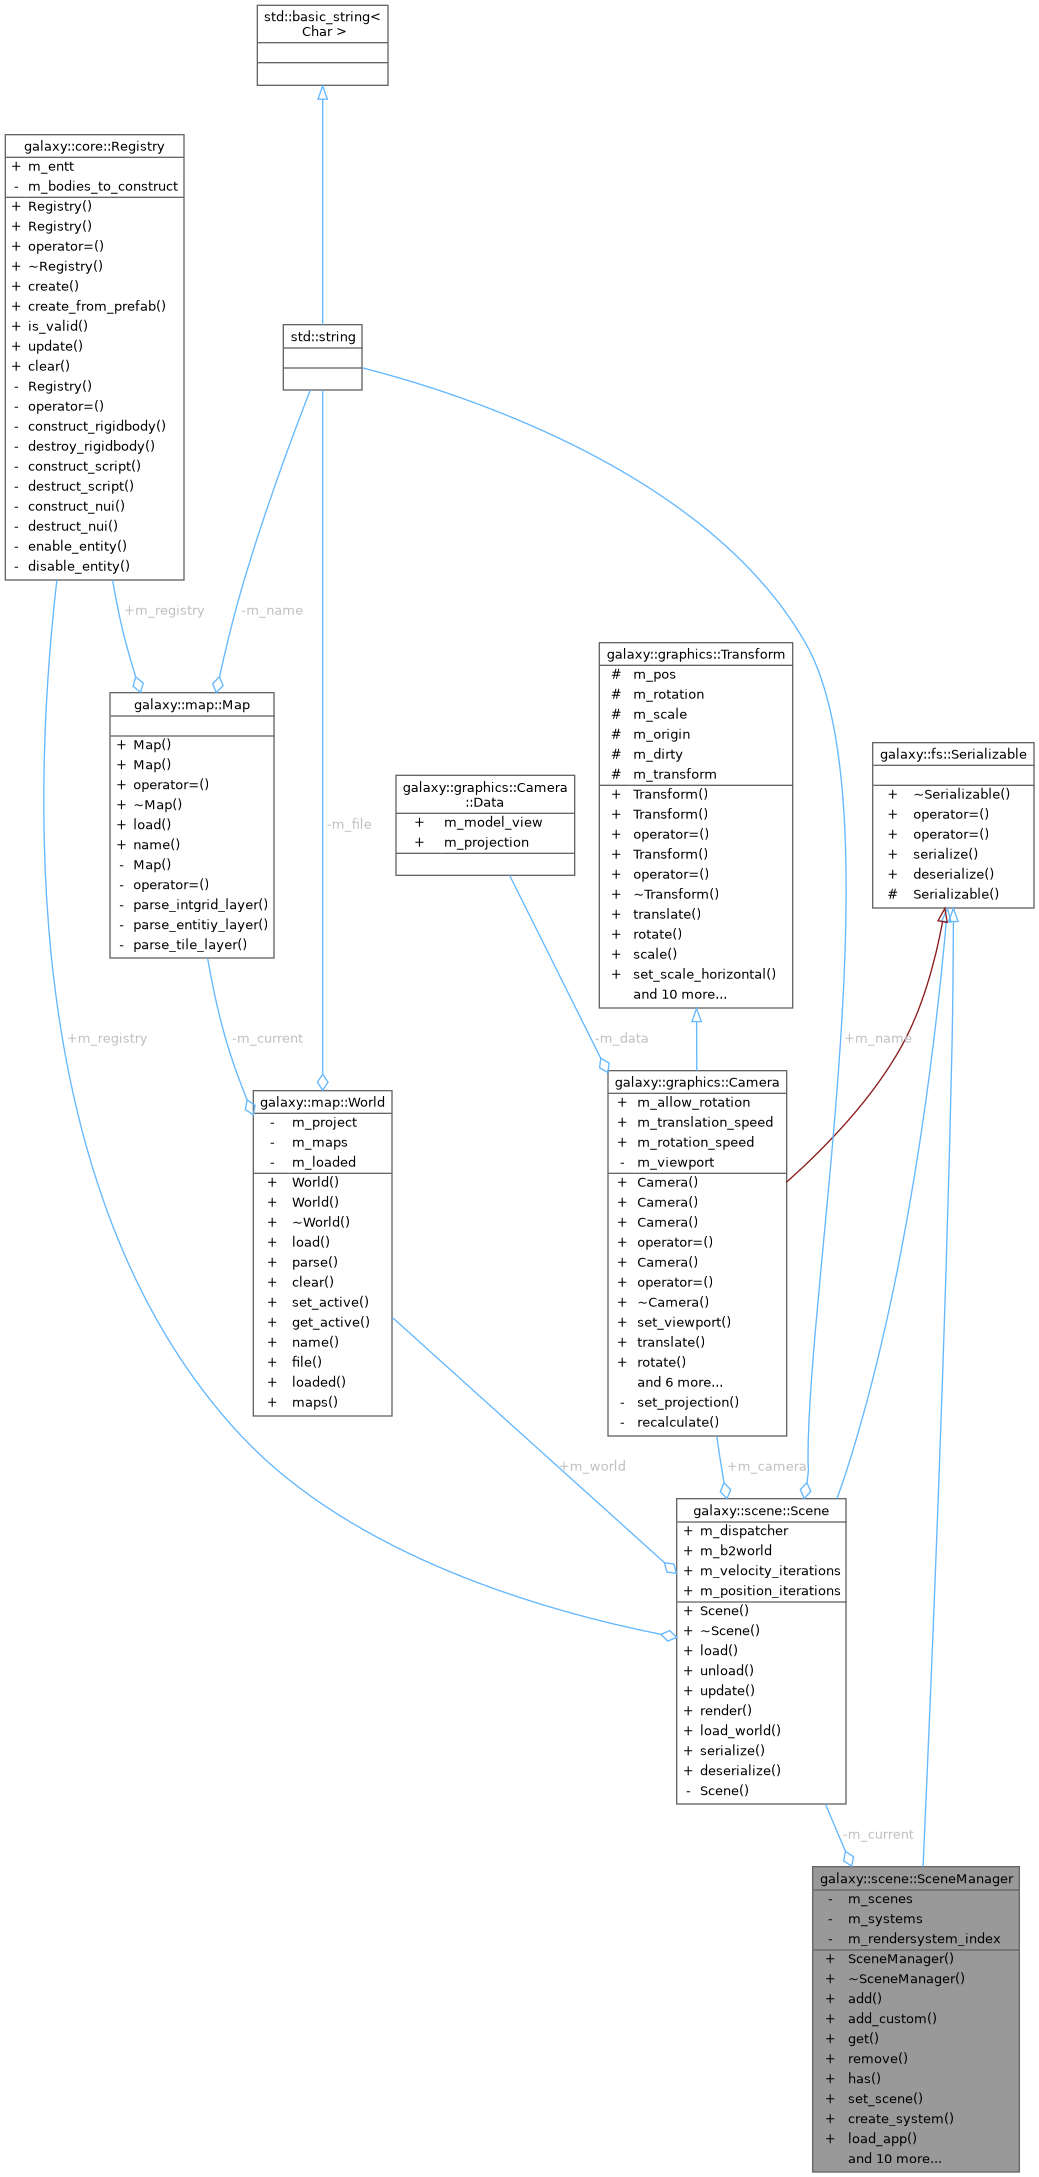 std::basic_string<
Char >
galaxy::core::Registry
+ m_entt
- m_bodies_to_construct
+ Registry()
+ Registry()
+ operator=()
+ ~Registry()
+ create()
+ create_from_prefab()
+ is_valid()
+ update()
+ clear()
- Registry()
- operator=()
- construct_rigidbody()
- destroy_rigidbody()
- construct_script()
- destruct_script()
- construct_nui()
- destruct_nui()
- enable_entity()
- disable_entity()
std::string
+m_registry
-m_name
galaxy::map::Map
+ Map()
+ Map()
+ operator=()
+ ~Map()
+ load()
+ name()
- Map()
- operator=()
- parse_intgrid_layer()
- parse_entitiy_layer()
- parse_tile_layer()
-m_file
galaxy::graphics::Camera
::Data
+ m_model_view
+ m_projection
galaxy::graphics::Transform
# m_pos
# m_rotation
# m_scale
# m_origin
# m_dirty
# m_transform
+ Transform()
+ Transform()
+ operator=()
+ Transform()
+ operator=()
+ ~Transform()
+ translate()
+ rotate()
+ scale()
+ set_scale_horizontal()
and 10 more...
galaxy::fs::Serializable
+ ~Serializable()
+ operator=()
+ operator=()
+ serialize()
+ deserialize()
# Serializable()
+m_registry
-m_current
-m_data
+m_name
galaxy::map::World
- m_project
- m_maps
- m_loaded
+ World()
+ World()
+ ~World()
+ load()
+ parse()
+ clear()
+ set_active()
+ get_active()
+ name()
+ file()
+ loaded()
+ maps()
galaxy::graphics::Camera
+ m_allow_rotation
+ m_translation_speed
+ m_rotation_speed
- m_viewport
+ Camera()
+ Camera()
+ Camera()
+ operator=()
+ Camera()
+ operator=()
+ ~Camera()
+ set_viewport()
+ translate()
+ rotate()
and 6 more...
- set_projection()
- recalculate()
+m_world
+m_camera
galaxy::scene::Scene
+ m_dispatcher
+ m_b2world
+ m_velocity_iterations
+ m_position_iterations
+ Scene()
+ ~Scene()
+ load()
+ unload()
+ update()
+ render()
+ load_world()
+ serialize()
+ deserialize()
- Scene()
-m_current
galaxy::scene::SceneManager
- m_scenes
- m_systems
- m_rendersystem_index
+ SceneManager()
+ ~SceneManager()
+ add()
+ add_custom()
+ get()
+ remove()
+ has()
+ set_scene()
+ create_system()
+ load_app()
and 10 more...